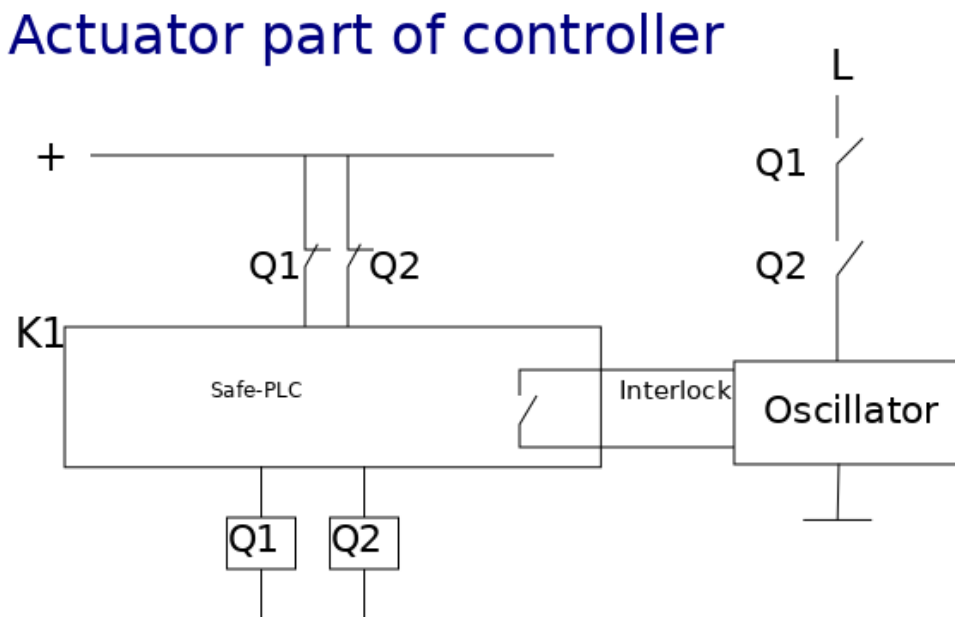 Actuator part of controller
L
+
Q1
Q1 Q2
Q2
K1
Safe-PLC
Interlock
Oscillator
Q1 Q2